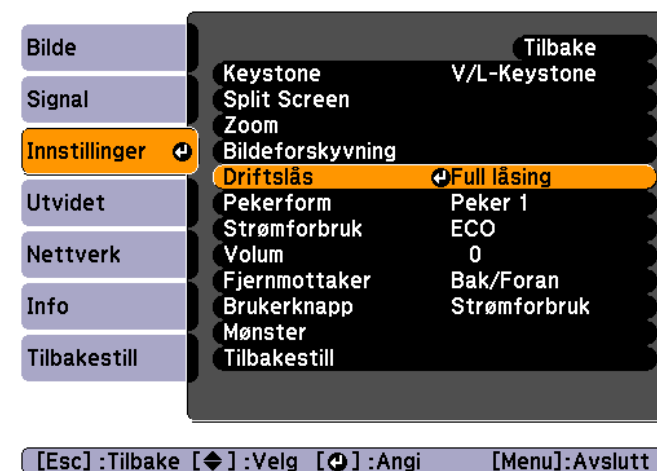 Bilde
Signal
Innstillinger
Utvidet
Nettverk
Info
Tilbakestill
Tilbake
Keystone V/L-Keystone
Split Screen
Zoom
Bildeforskyvning
Driftslås Full låsing
Pekerform Peker 1
Strømforbruk ECO
Volum 0
Fjernmottaker Bak/Foran
Brukerknapp Strømforbruk
Mønster
Tilbakestill
[Esc] :Tilbake [◆] :Velg [⏎] :Angi [Menu]:Avslutt